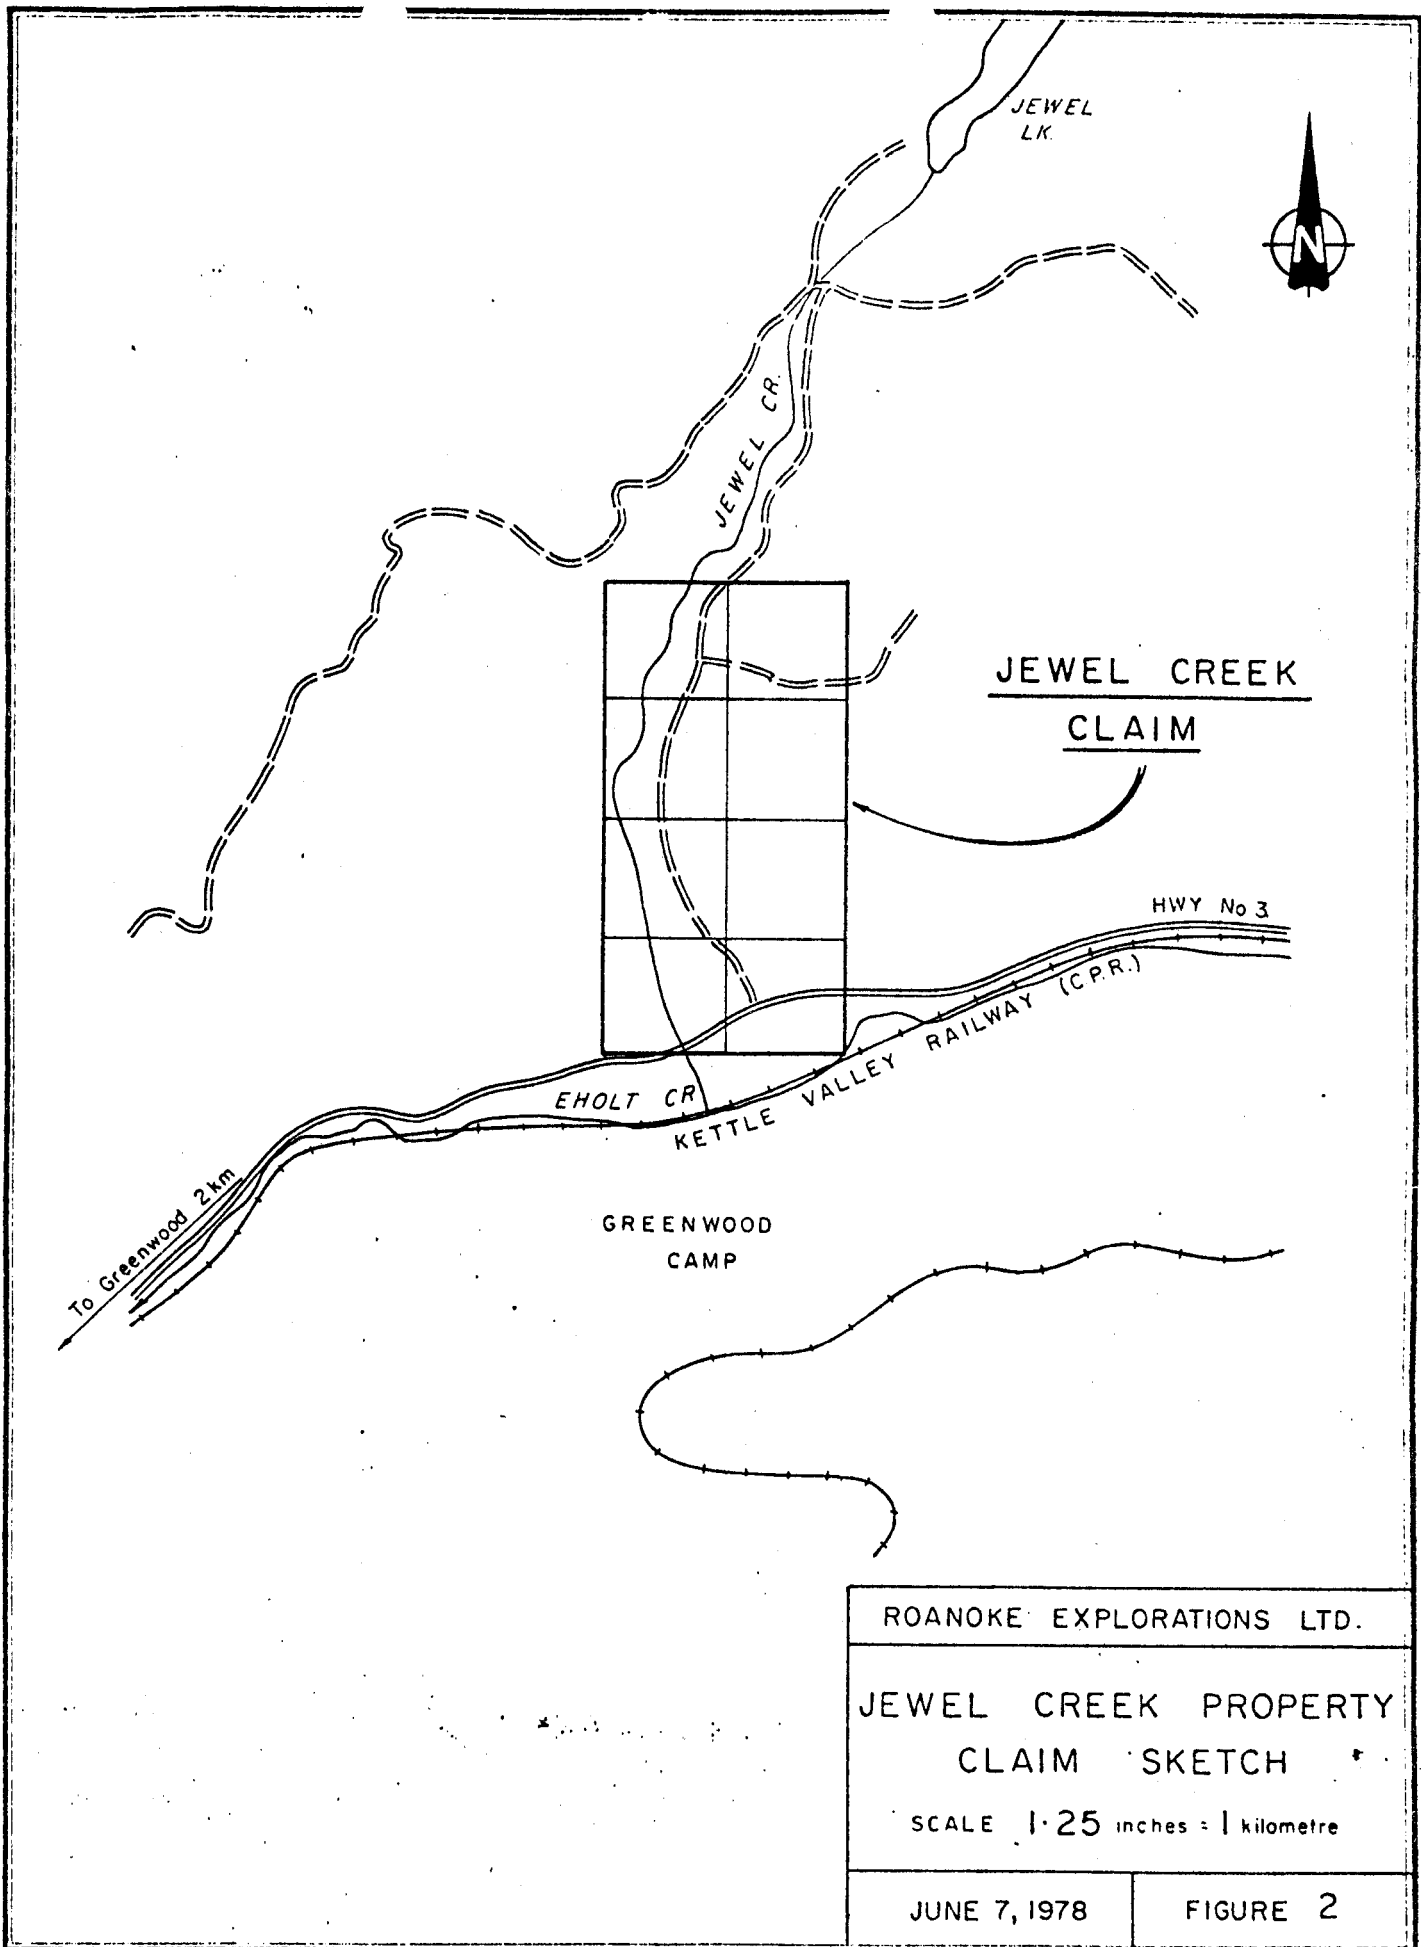 JEWEL
LK.
N
JEWEL CR.
JEWEL CREEK
CLAIM
HWY No 3
KETTLE VALLEY RAILWAY (C.P.R.)
EHOLT CR
To Greenwood 2km
GREENWOOD
CAMP
ROANOKE EXPLORATIONS LTD.
JEWEL CREEK PROPERTY
CLAIM SKETCH
SCALE 1·25 inches = 1 kilometre
JUNE 7, 1978
FIGURE 2